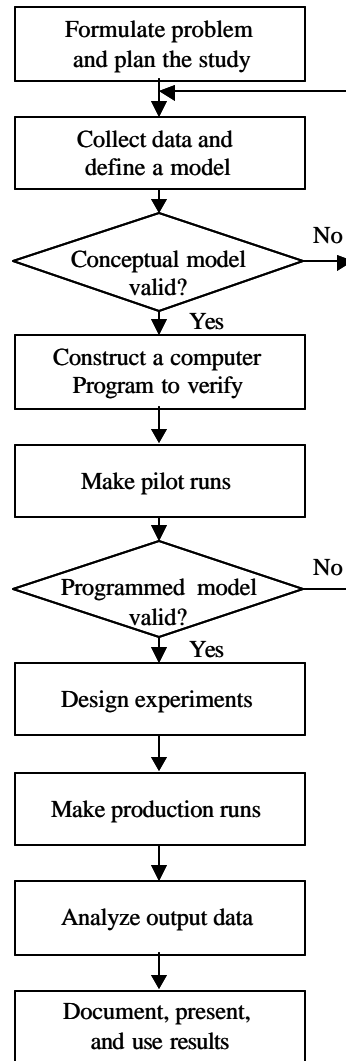 Formulate problem
and plan the study
Collect data and
define a model
Conceptual model
valid?
No
Yes
Construct a computer
Program to verify
Make pilot runs
Programmed model
valid?
No
Yes
Design experiments
Make production runs
Analyze output data
Document, present,
and use results